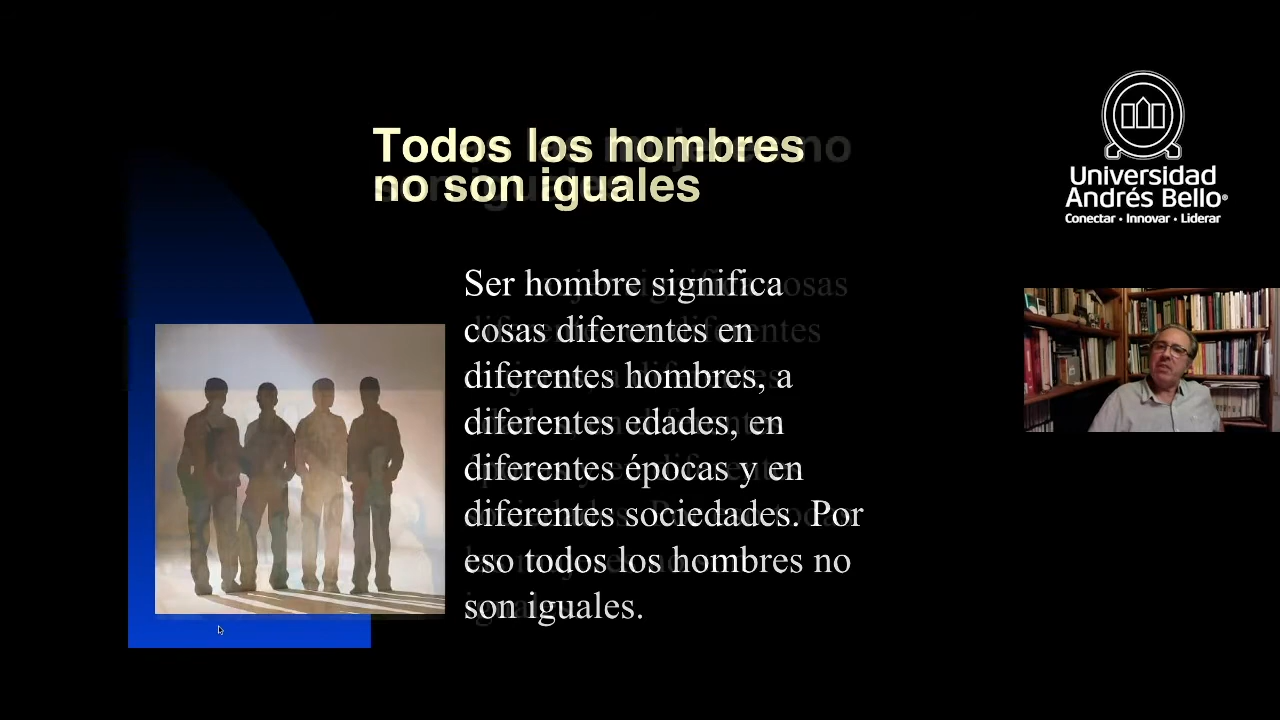 Todos los hombres
no son iguales
Ser hombre significa
cosas diferentes en
diferentes hombres, a
diferentes edades, en
diferentes épocas y en
diferentes sociedades. Por
eso todos los hombres no
son iguales.
Universidad
Andrés Bello®
Conectar • Innovar • Liderar